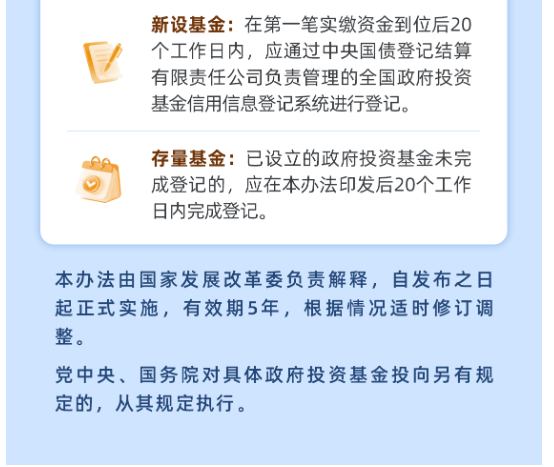 新设基金：在第一笔实缴资金到位后20
个工作日内，应通过中央国债登记结算
有限责任公司负责管理的全国政府投资
基金信用信息登记系统进行登记。
存量基金：已设立的政府投资基金未完
成登记的，应在本办法印发后20个工作
日内完成登记。
本办法由国家发展改革委负责解释，自发布之日
起正式实施，有效期5年，根据情况适时修订调
整。
党中央、国务院对具体政府投资基金投向另有规
定的，从其规定执行。